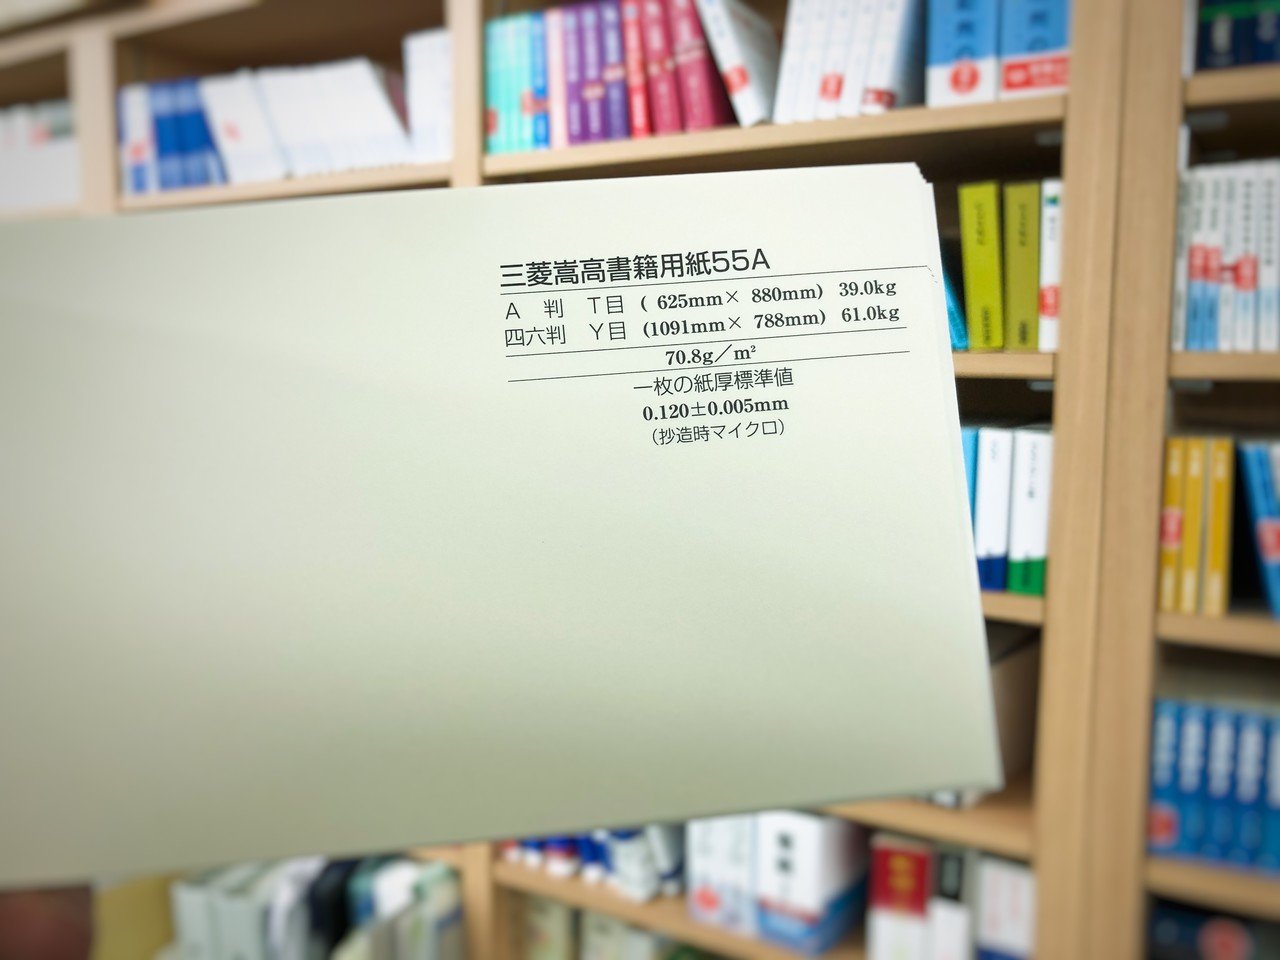 三菱嵩高書籍用紙55A
A 判 T目 ( 625mm× 880mm) 39.0kg
四六判 Y目 (1091mm× 788mm) 61.0kg
70.8g／m²
一枚の紙厚標準値
0.120±0.005mm
(抄造時マイクロ)